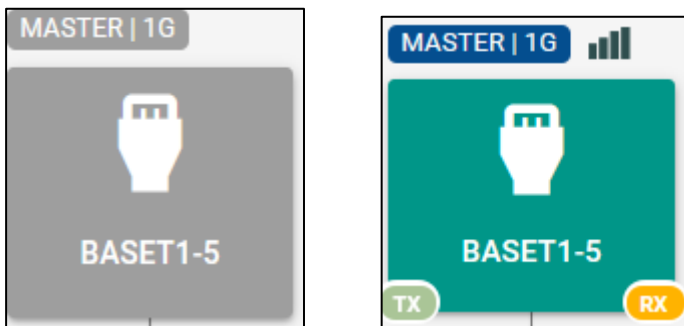 MASTER | 1G
BASET1-5
MASTER | 1G
BASET1-5
TX
RX